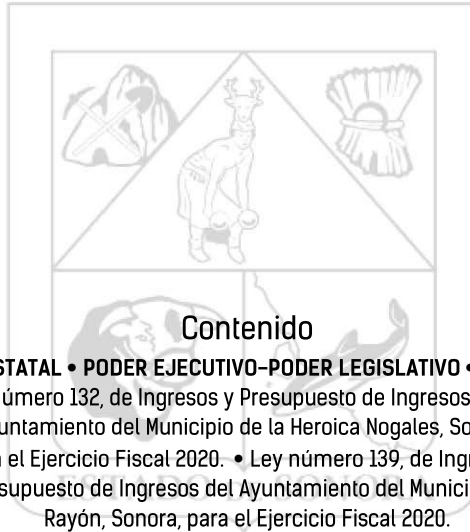 Contenido
STATAL • PODER EJECUTIVO-PODER LEGISLATIVO •
número 132, de Ingresos y Presupuesto de Ingresos
untamiento del Municipio de la Heroica Nogales, So
el Ejercicio Fiscal 2020. • Ley número 139, de Ingr
supuesto de Ingresos del Ayuntamiento del Munici
Rayón, Sonora, para el Ejercicio Fiscal 2020.